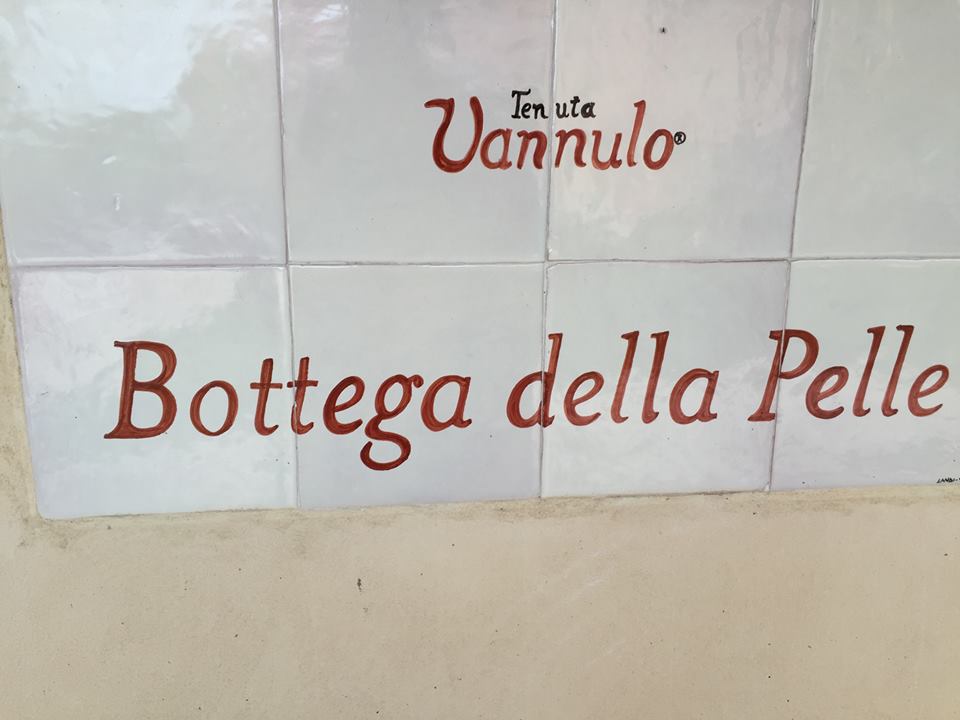 Tenuta
Vannulo®
Bottega della Pelle